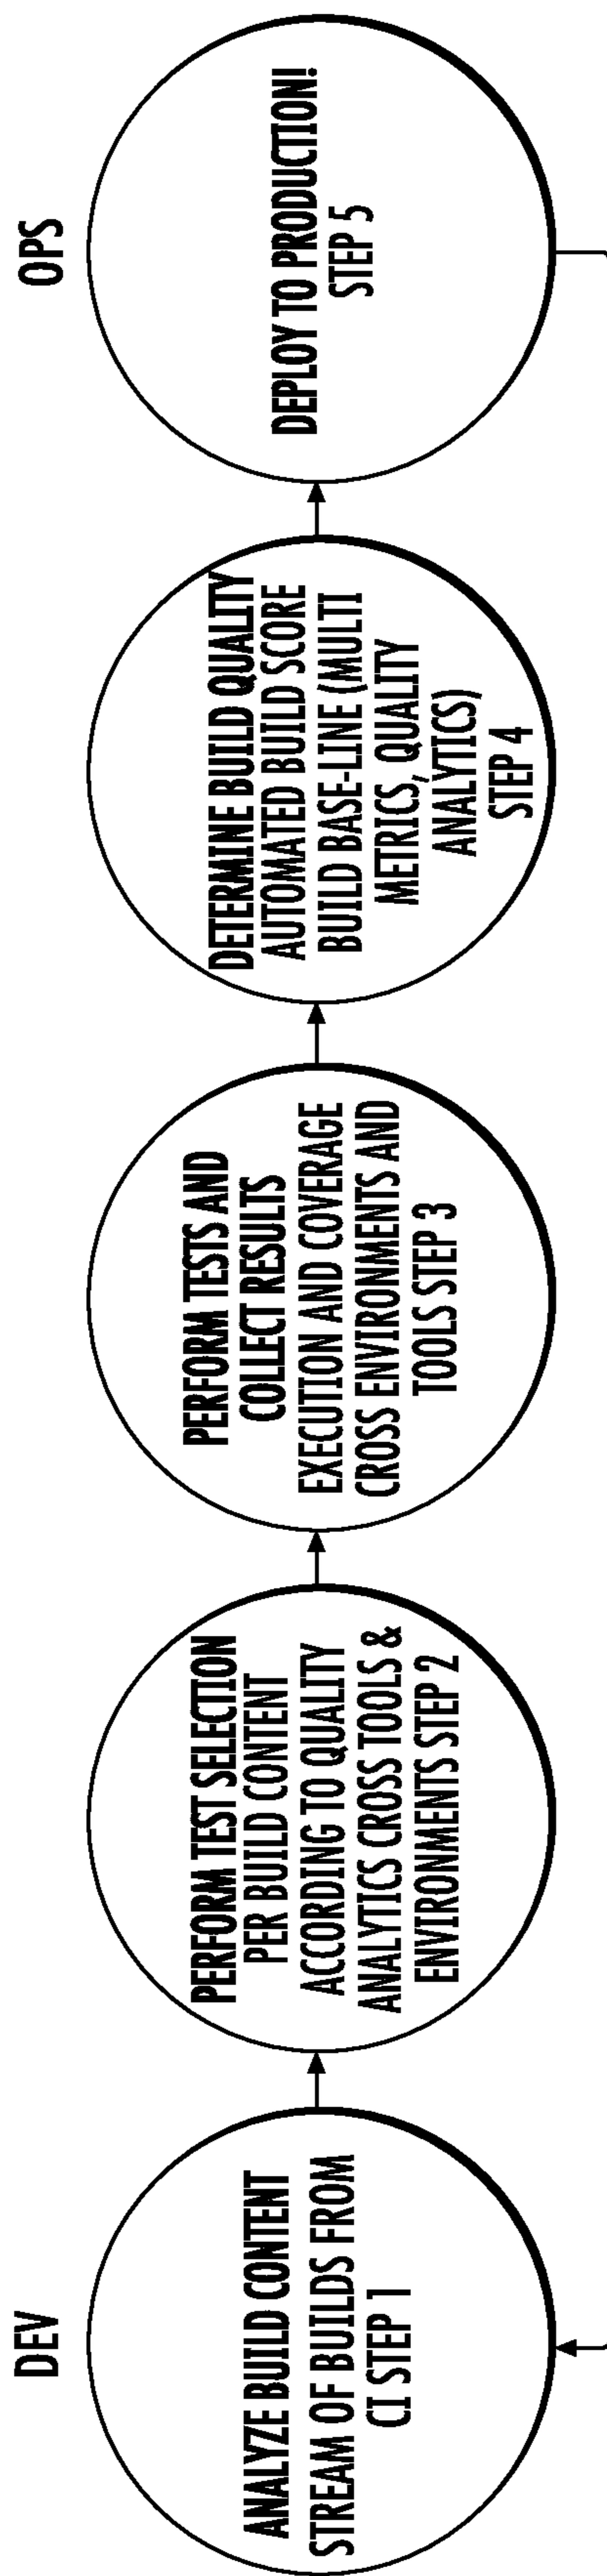 DEV
ANALYZE BUILD CONTENT
STREAM OF BUILDS FROM
CI STEP 1
PERFORM TEST SELECTION
PER BUILD CONTENT
ACCORDING TO QUALITY
ANALYTICS CROSS TOOLS &
ENVIRONMENTS STEP 2
PERFORM TESTS AND
COLLECT RESULTS
EXECUTION AND COVERAGE
CROSS ENVIRONMENTS AND
TOOLS STEP 3
DETERMINE BUILD QUALITY
AUTOMATED BUILD SCORE
BUILD BASE-LINE (MULTI
METRICS, QUALITY
ANALYTICS)
STEP 4
OPS
DEPLOY TO PRODUCTION!
STEP 5